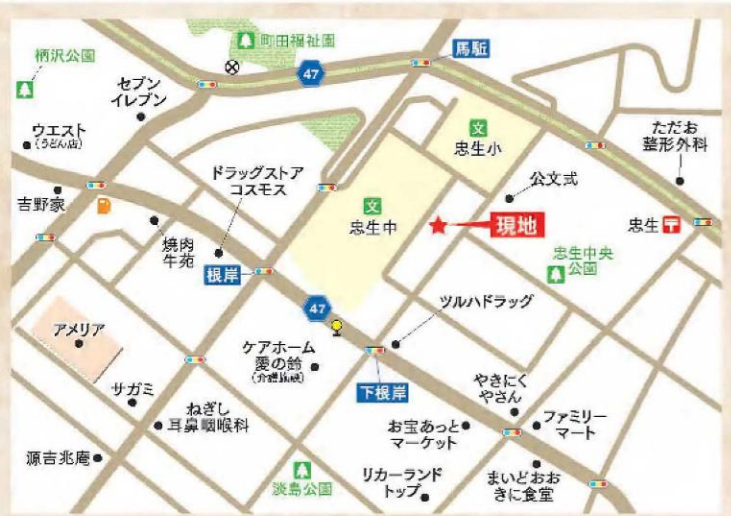 町田福祉園
柄沢公園
47
馬駈
セブン
イレブン
ウエスト
(うどん店)
文
忠生小
ただお
整形外科
ドラッグストア
コスモス
公文式
吉野家
文
忠生中
現地
忠生
焼肉
牛苑
根岸
忠生中央
公園
47
ツルハドラッグ
アメリア
ケアホーム
愛の鈴
(介護施設)
下根岸
やきにく
やさん
サガミ
ねぎし
耳鼻咽喉科
お宝あっと
マーケット
ファミリー
マート
源吉兆庵
淡島公園
リカーランド
トップ
まいどおお
きに食堂